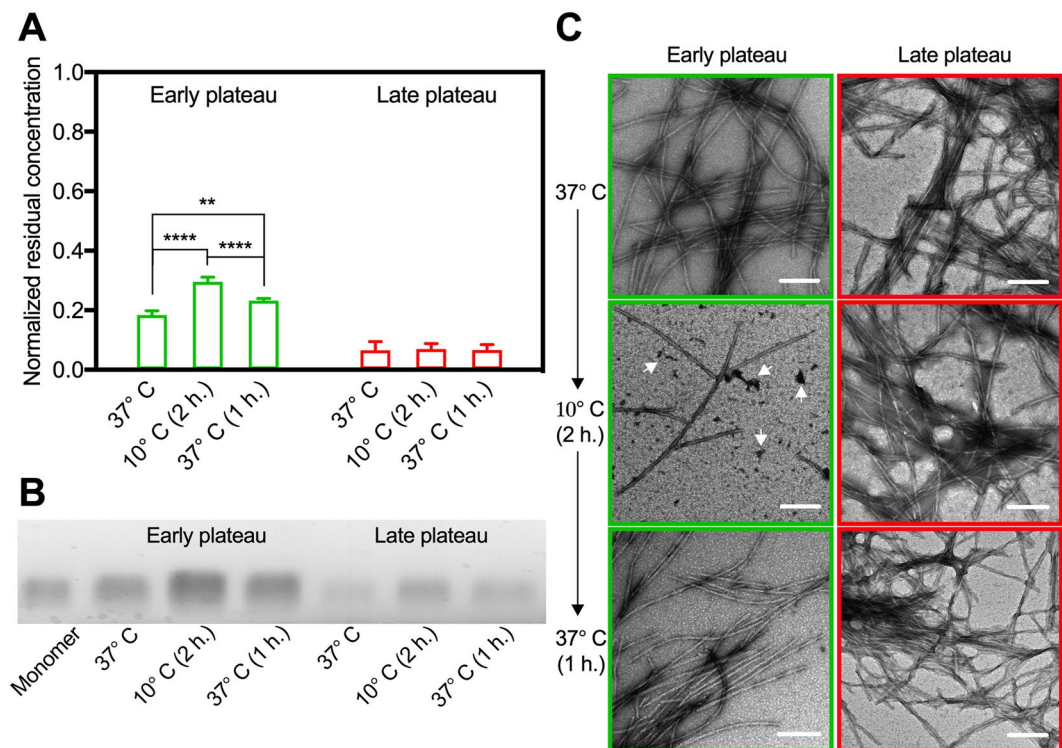 A
Normalized residual concentration
1.0
0.8
0.6
0.4
0.2
0.0
Early plateau
Late plateau
**
****
****
37° C
10° C (2 h.)
37° C (1 h.)
37° C
10° C (2 h.)
37° C (1 h.)
B
Early plateau
Late plateau
Monomer
37° C
10° C (2 h.)
37° C (1 h.)
37° C
10° C (2 h.)
37° C (1 h.)
C
Early plateau
Late plateau
37° C
10° C
(2 h.)
37° C
(1 h.)